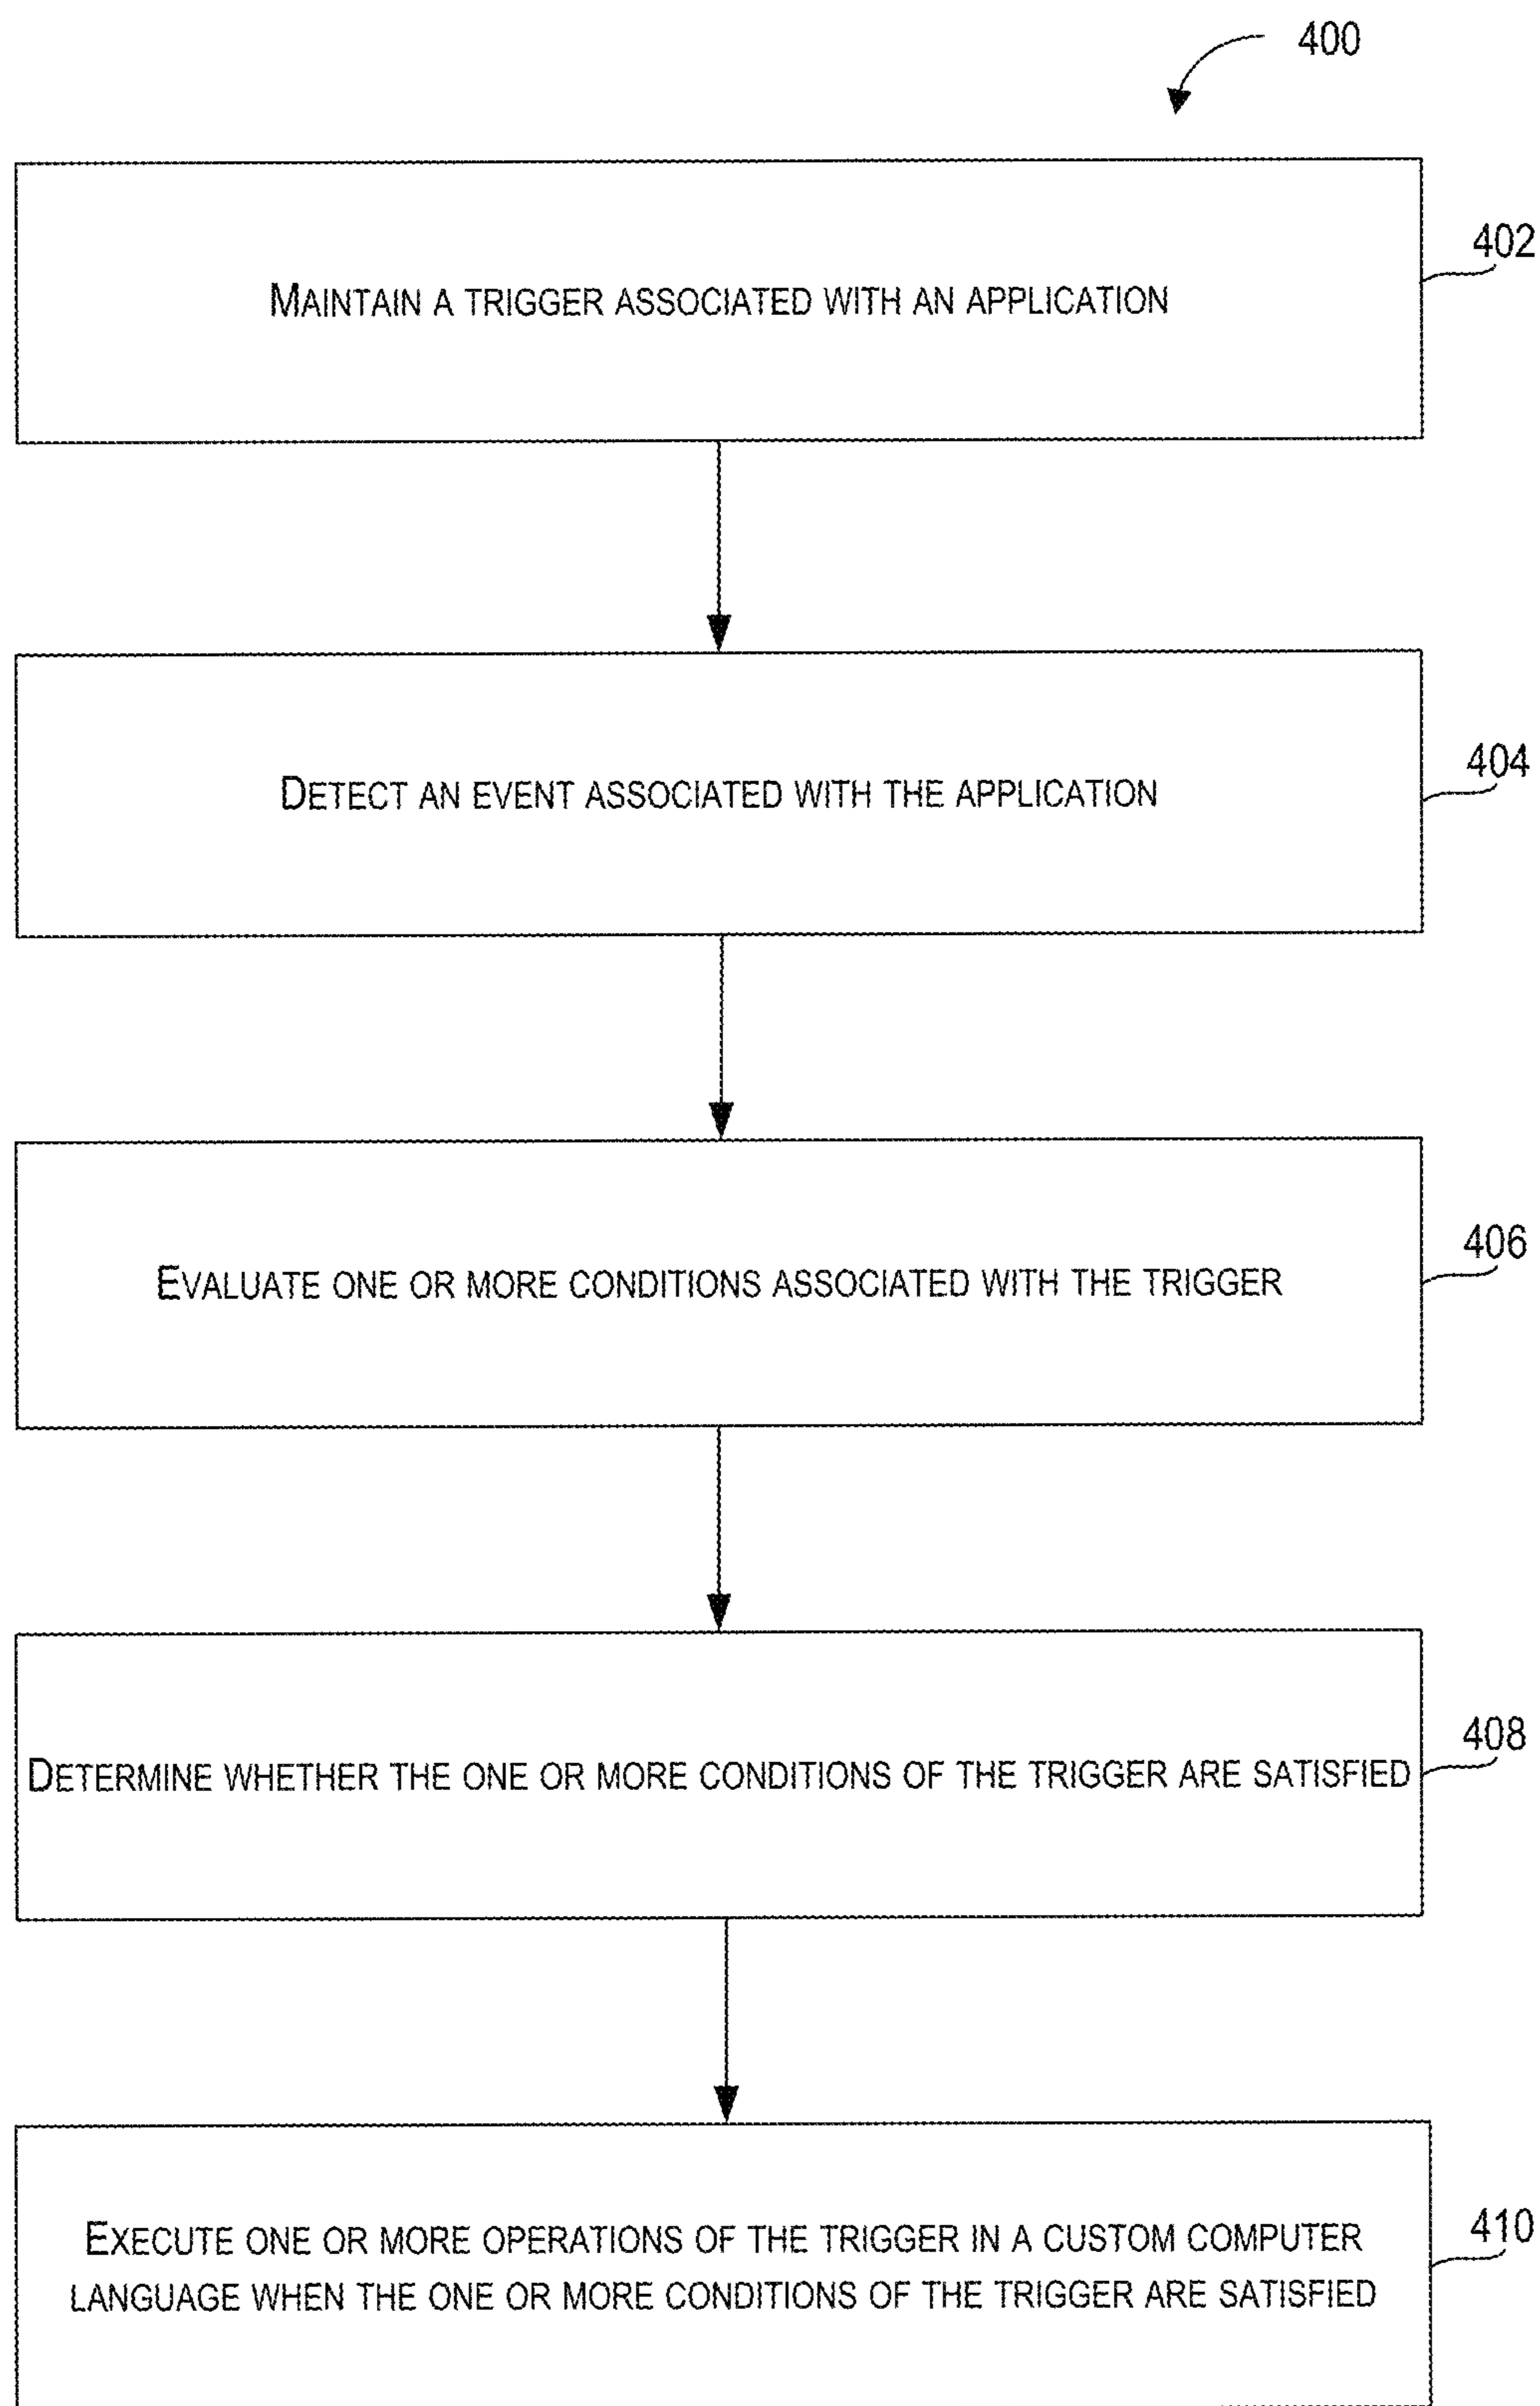 400
MAINTAIN A TRIGGER ASSOCIATED WITH AN APPLICATION
402
DETECT AN EVENT ASSOCIATED WITH THE APPLICATION
404
EVALUATE ONE OR MORE CONDITIONS ASSOCIATED WITH THE TRIGGER
406
DETERMINE WHETHER THE ONE OR MORE CONDITIONS OF THE TRIGGER ARE SATISFIED
408
EXECUTE ONE OR MORE OPERATIONS OF THE TRIGGER IN A CUSTOM COMPUTER
LANGUAGE WHEN THE ONE OR MORE CONDITIONS OF THE TRIGGER ARE SATISFIED
410